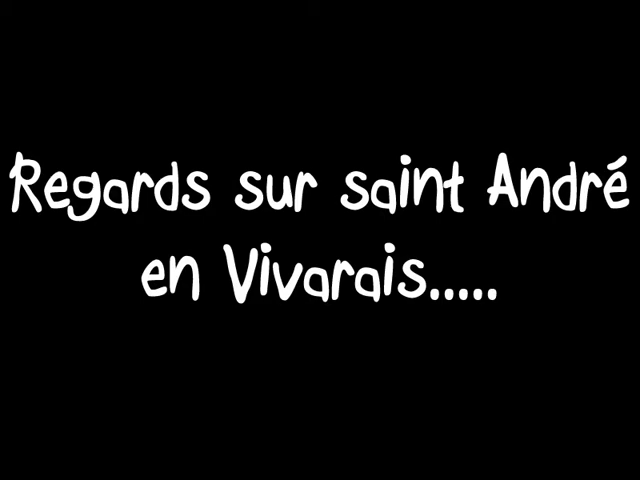 Regards sur saint André
en Vivarais.....